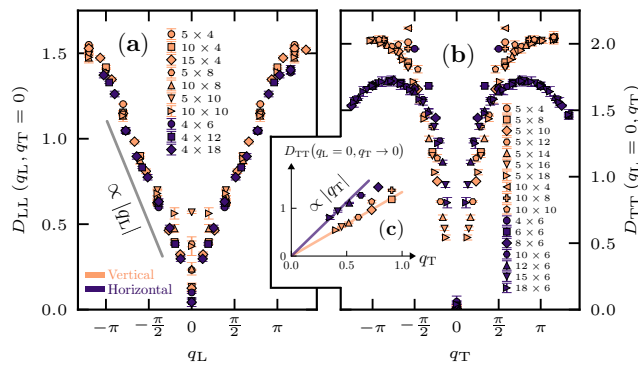 (a)
5 × 4
10 × 4
15 × 4
5 × 8
10 × 8
5 × 10
10 × 10
4 × 6
4 × 12
4 × 18
∝ |q_L|
Vertical
Horizontal
D_LL (q_L, q_T = 0)
0.0
0.5
1.0
1.5
−π
−π/2
0
π/2
π
q_L
D_TT(q_L = 0, q_T → 0)
∝ |q_T|
(c)
0
1
0.0
0.5
1.0
q_T
(b)
5 × 4
5 × 8
5 × 10
5 × 12
5 × 14
5 × 16
5 × 18
10 × 4
10 × 8
10 × 10
4 × 6
6 × 6
8 × 6
10 × 6
12 × 6
15 × 6
18 × 6
−π
−π/2
0
π/2
π
q_T
0.0
0.5
1.0
1.5
2.0
D_TT (q_L = 0, q_T)